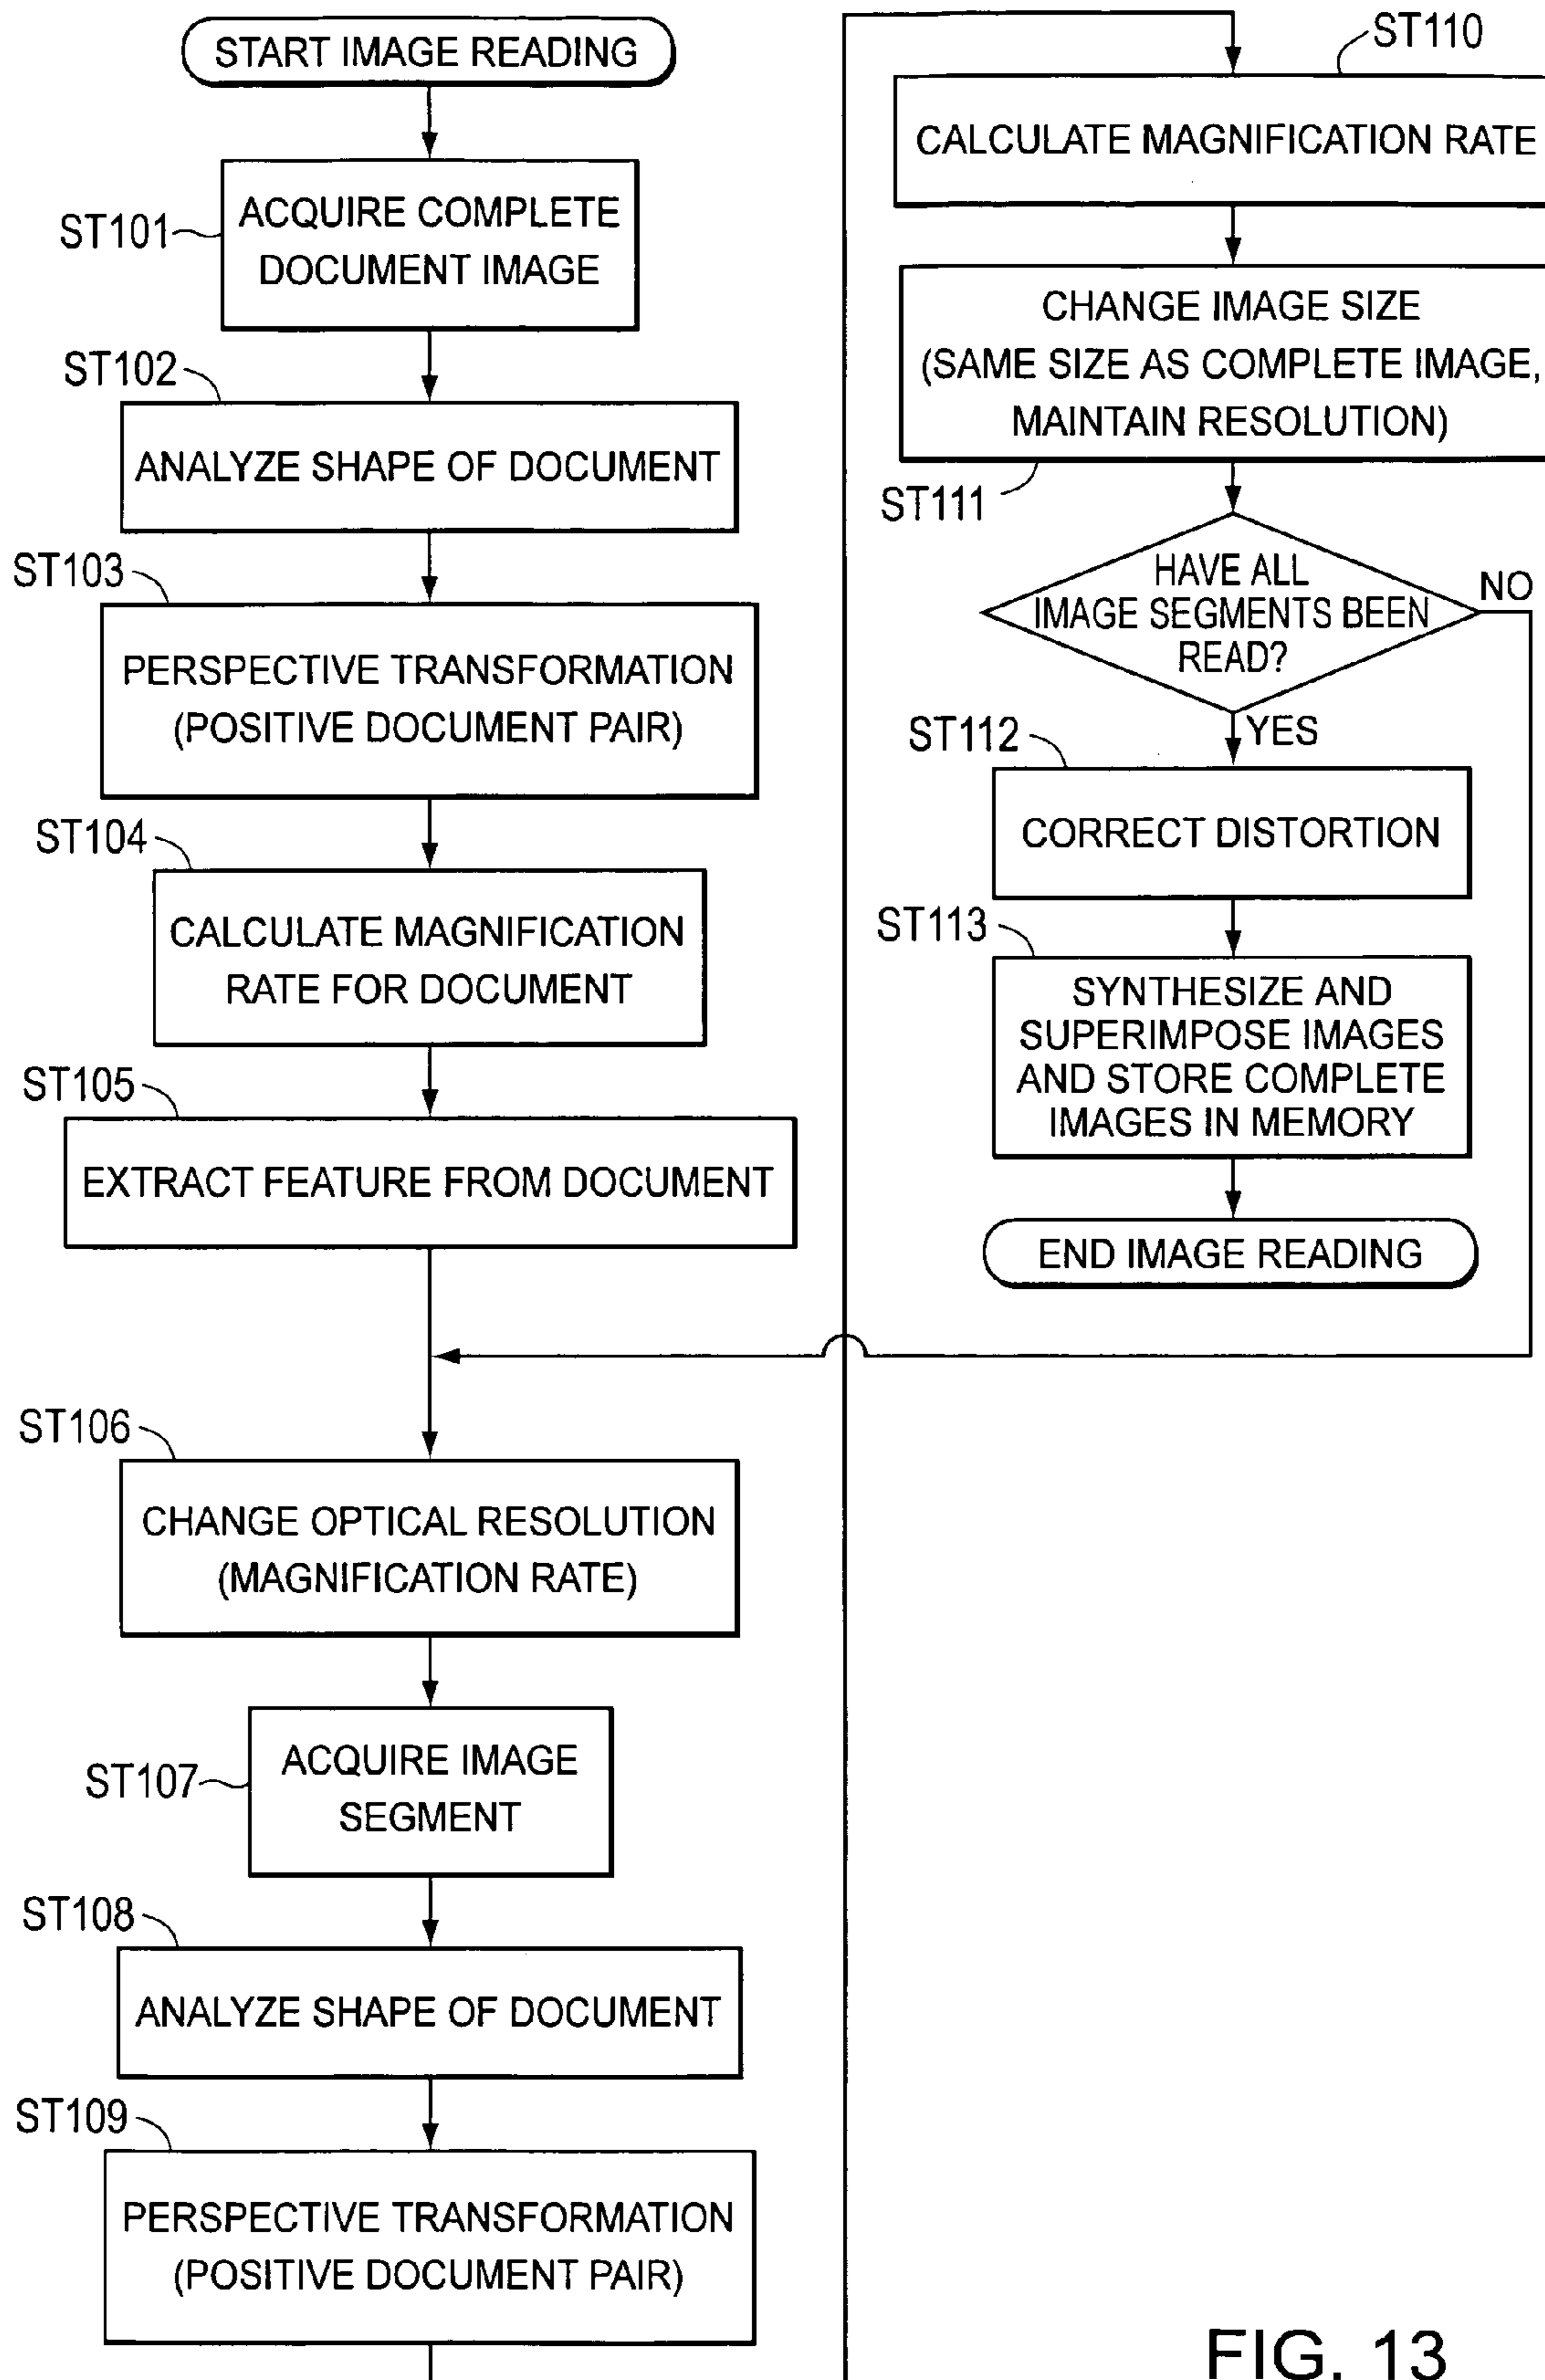 START IMAGE READING
ST101
ACQUIRE COMPLETE
DOCUMENT IMAGE
ST102
ANALYZE SHAPE OF DOCUMENT
ST103
PERSPECTIVE TRANSFORMATION
(POSITIVE DOCUMENT PAIR)
ST104
CALCULATE MAGNIFICATION
RATE FOR DOCUMENT
ST105
EXTRACT FEATURE FROM DOCUMENT
ST106
CHANGE OPTICAL RESOLUTION
(MAGNIFICATION RATE)
ST107
ACQUIRE IMAGE
SEGMENT
ST108
ANALYZE SHAPE OF DOCUMENT
ST109
PERSPECTIVE TRANSFORMATION
(POSITIVE DOCUMENT PAIR)
ST110
CALCULATE MAGNIFICATION RATE
CHANGE IMAGE SIZE
(SAME SIZE AS COMPLETE IMAGE,
MAINTAIN RESOLUTION)
ST111
HAVE ALL
IMAGE SEGMENTS BEEN
READ?
NO
YES
ST112
CORRECT DISTORTION
ST113
SYNTHESIZE AND
SUPERIMPOSE IMAGES
AND STORE COMPLETE
IMAGES IN MEMORY
END IMAGE READING
FIG. 13